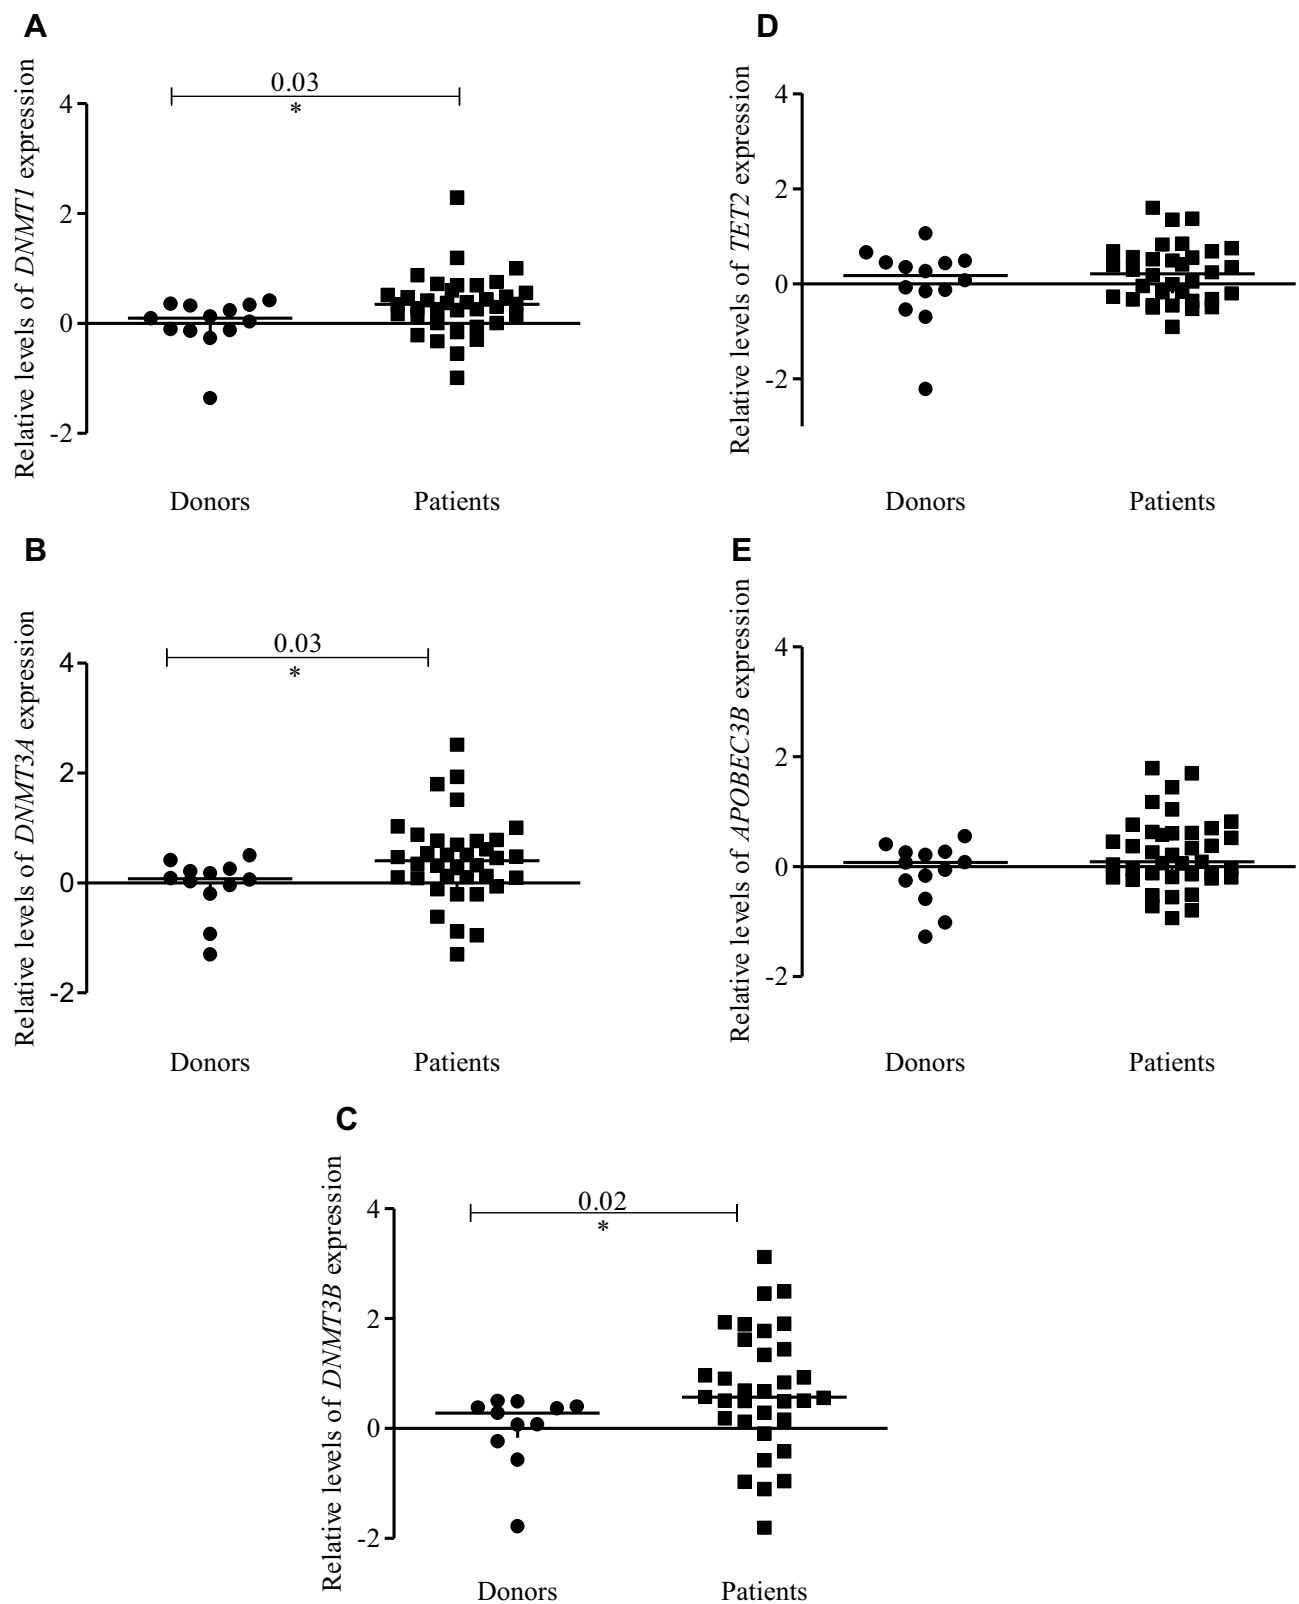 A
Relative levels of DNMT1 expression
0.03
*
4
2
0
-2
Donors
Patients
D
Relative levels of TET2 expression
4
2
0
-2
Donors
Patients
B
Relative levels of DNMT3A expression
0.03
*
4
2
0
-2
Donors
Patients
E
Relative levels of APOBEC3B expression
4
2
0
-2
Donors
Patients
C
Relative levels of DNMT3B expression
0.02
*
4
2
0
-2
Donors
Patients